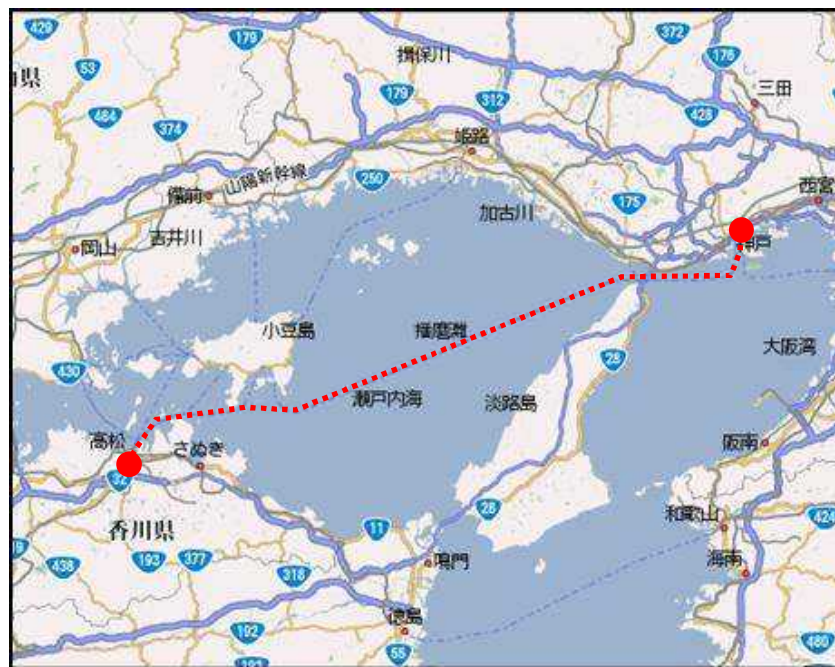 429
179
372
176
53
揖保川
三田
山県
179
312
484
428
374
姫路
山陽新幹線
250
備前
175
西宮
加古川
吉井川
神戸
岡山
小豆島
播磨灘
大阪湾
28
430
瀬戸内海
淡路島
高松
さぬき
阪南
32
28
和歌山
424
香川県
11
193
377
鳴門
438
318
海南
徳島
192
55
480
193